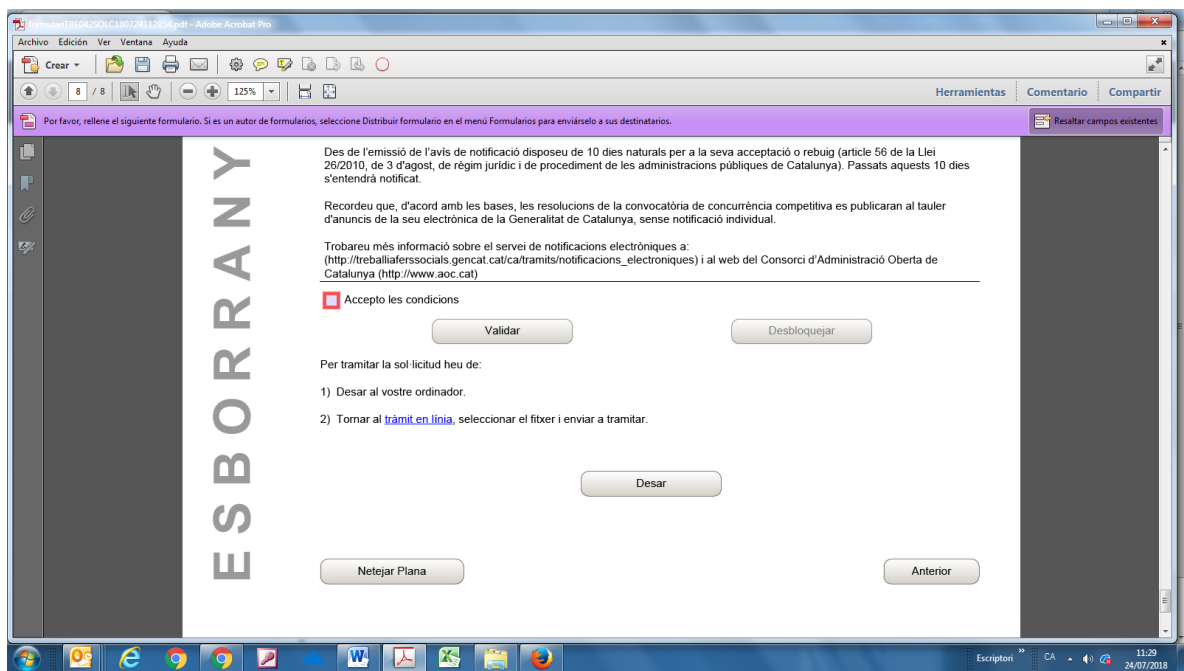 formulariTRE042SOLC180724112854.pdf - Adobe Acrobat Pro
Archivo Edición Ver Ventana Ayuda
Crear
8 / 8 125% Herramientas Comentario Compartir
Por favor, rellene el siguiente formulario. Si es un autor de formularios, seleccione Distribuir formulario en el menú Formularios para enviárselo a sus destinatarios. Resaltar campos existentes
ESBORRANY
Des de l'emissió de l'avís de notificació disposeu de 10 dies naturals per a la seva acceptació o rebuig (article 56 de la Llei
26/2010, de 3 d'agost, de règim jurídic i de procediment de les administracions públiques de Catalunya). Passats aquests 10 dies
s'entendrà notificat.
Recordeu que, d'acord amb les bases, les resolucions de la convocatòria de concurrència competitiva es publicaran al tauler
d'anuncis de la seu electrònica de la Generalitat de Catalunya, sense notificació individual.
Trobareu més informació sobre el servei de notificacions electròniques a:
(http://treballiaferssocials.gencat.cat/ca/tramits/notificacions_electroniques) i al web del Consorci d'Administració Oberta de
Catalunya (http://www.aoc.cat)
Accepto les condicions
Validar Desbloquejar
Per tramitar la sol·licitud heu de:
1) Desar al vostre ordinador.
2) Tornar al tràmit en línia, seleccionar el fitxer i enviar a tramitar.
Desar
Netejar Plana Anterior
Escriptori » CA 11:29
24/07/2018